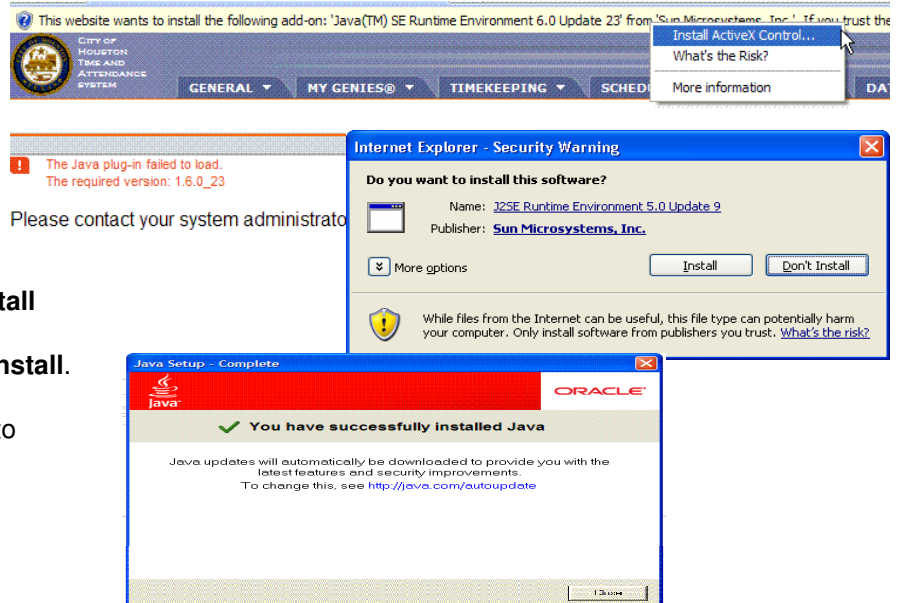 This website wants to install the following add-on: 'Java(TM) SE Runtime Environment 6.0 Update 23' from 'Sun Microsystems, Inc.'. If you trust the
Install ActiveX Control...
What's the Risk?
More information
CITY OF
HOUSTON
TIME AND
ATTENDANCE
SYSTEM
GENERAL MY GENIES® TIMEKEEPING SCHEDU DA
The Java plug-in failed to load.
The required version: 1.6.0_23
Please contact your system administrato
Internet Explorer - Security Warning
Do you want to install this software?
Name: J2SE Runtime Environment 5.0 Update 9
Publisher: Sun Microsystems, Inc.
More options Install Don't Install
While files from the Internet can be useful, this file type can potentially harm
your computer. Only install software from publishers you trust. What's the risk?
tall
nstall.
to
Java Setup - Complete
Java
ORACLE
You have successfully installed Java
Java updates will automatically be downloaded to provide you with the
latest features and security improvements.
To change this, see http://java.com/autoupdate
Close